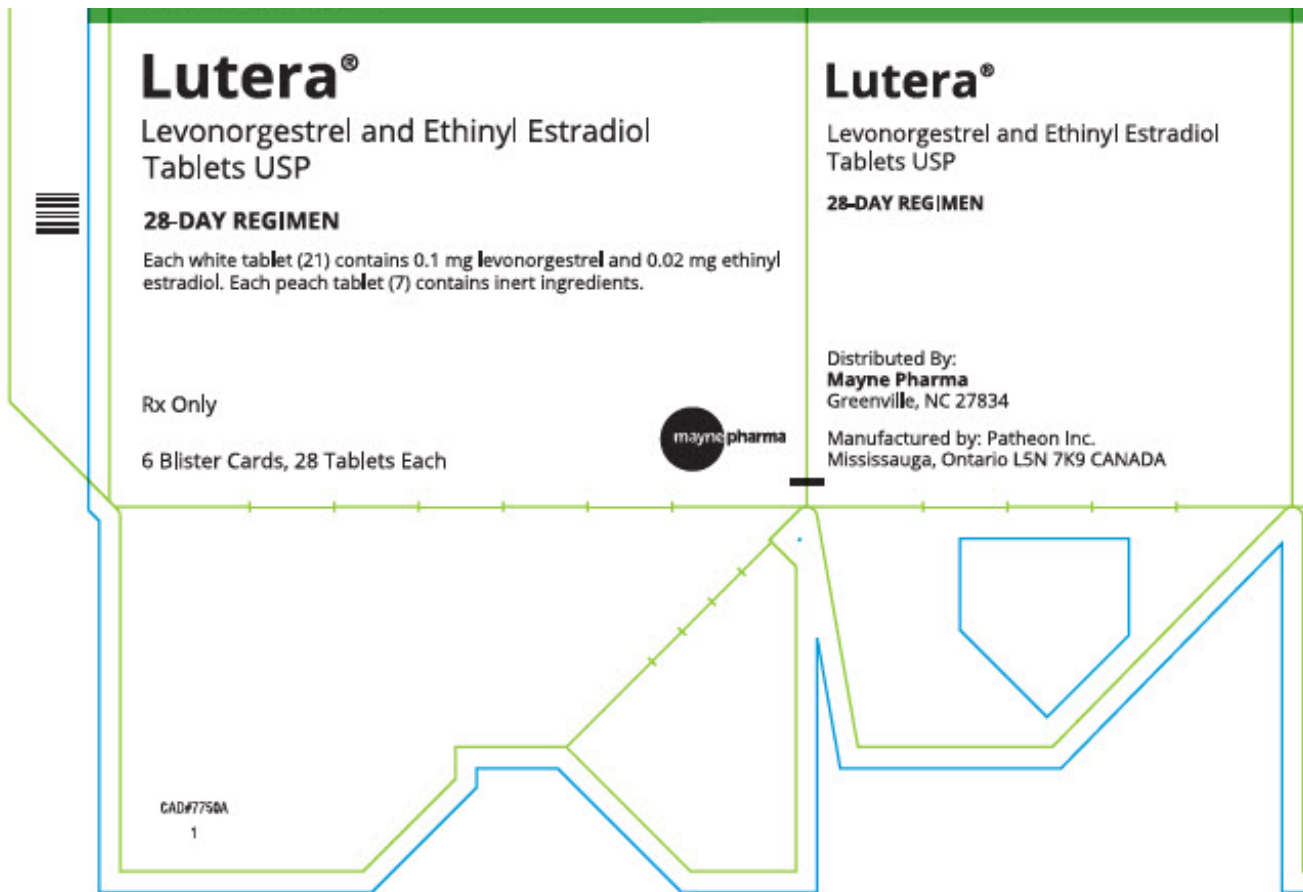 Lutera®
Levonorgestrel and Ethinyl Estradiol
Tablets USP
28-DAY REGIMEN
Each white tablet (21) contains 0.1 mg levonorgestrel and 0.02 mg ethinyl
estradiol. Each peach tablet (7) contains inert ingredients.
Rx Only
6 Blister Cards, 28 Tablets Each
mayne pharma
Lutera®
Levonorgestrel and Ethinyl Estradiol
Tablets USP
28-DAY REGIMEN
Distributed By:
Mayne Pharma
Greenville, NC 27834
Manufactured by: Patheon Inc.
Mississauga, Ontario L5N 7K9 CANADA
CAD#7750A
1